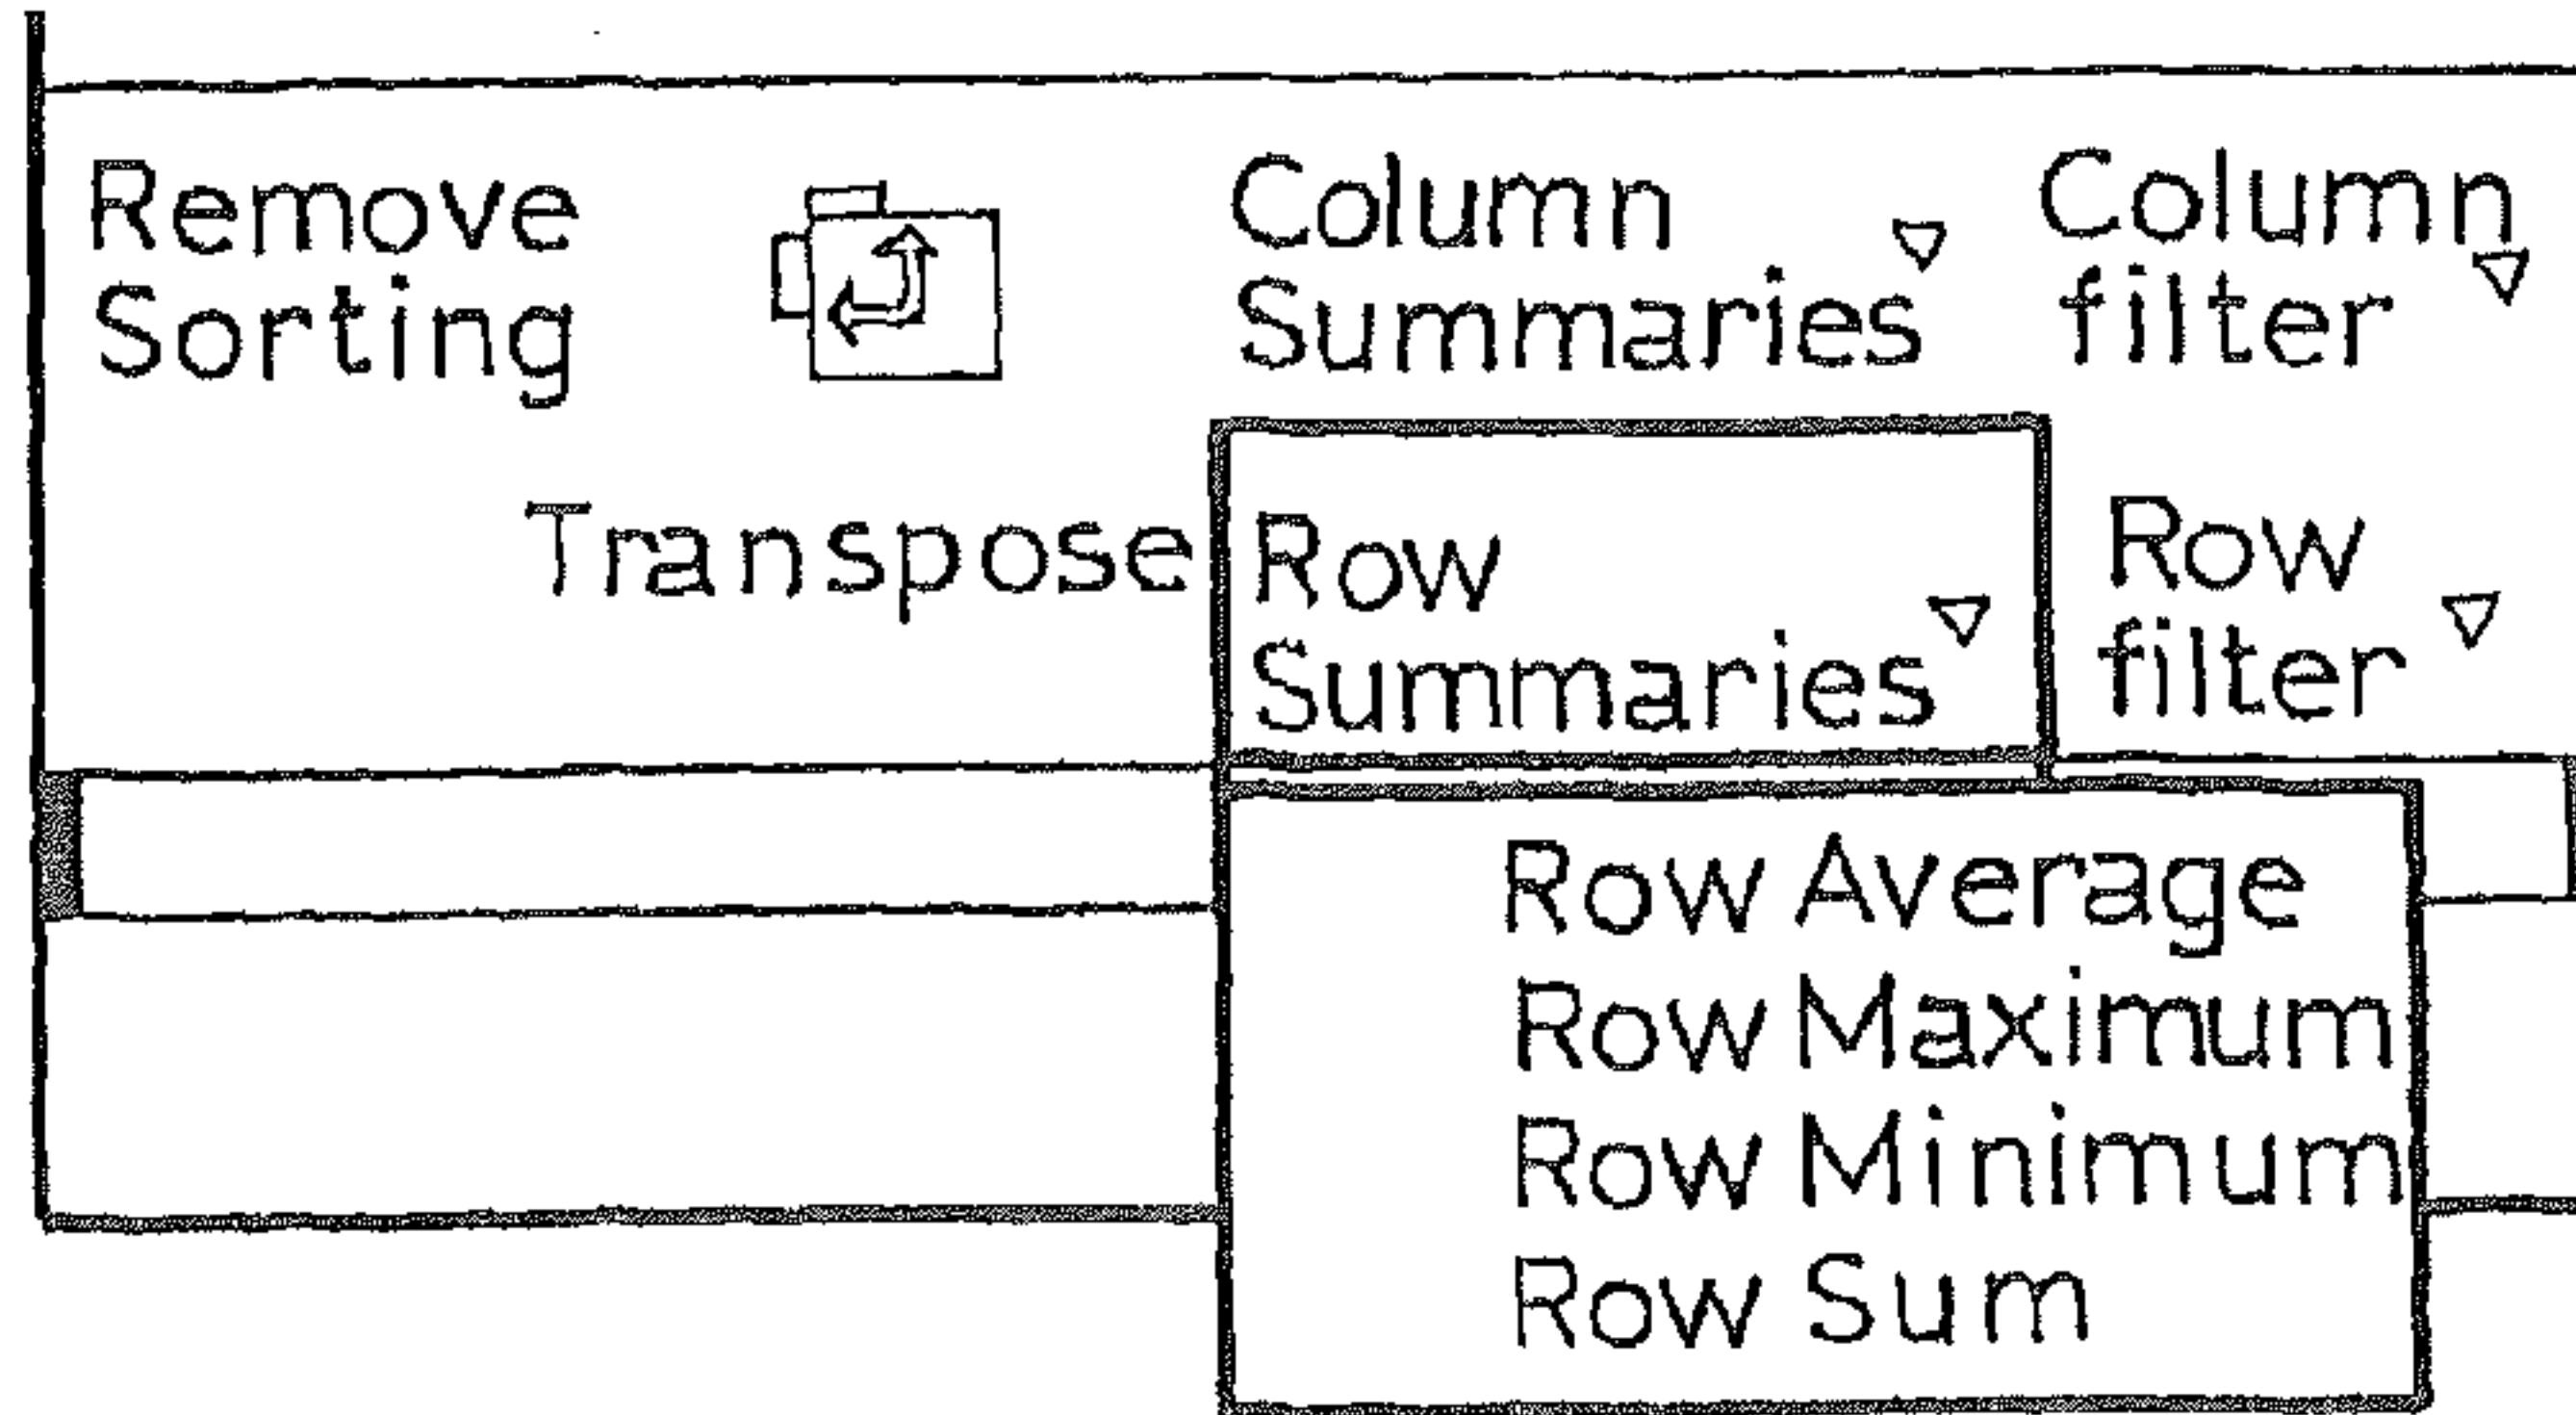 Remove
Sorting
Transpose
Column
Summaries
Column
filter
Row
Summaries
Row
filter
Row Average
Row Maximum
Row Minimum
Row Sum